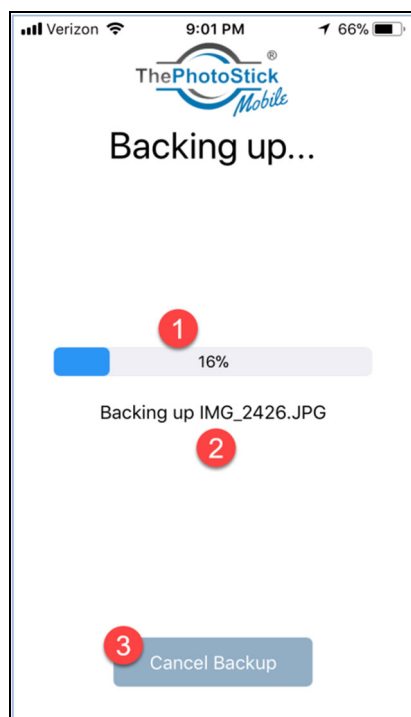 Verizon 9:01 PM 66%
ThePhotoStick®
Mobile
Backing up...
1
16%
Backing up IMG_2426.JPG
2
3
Cancel Backup